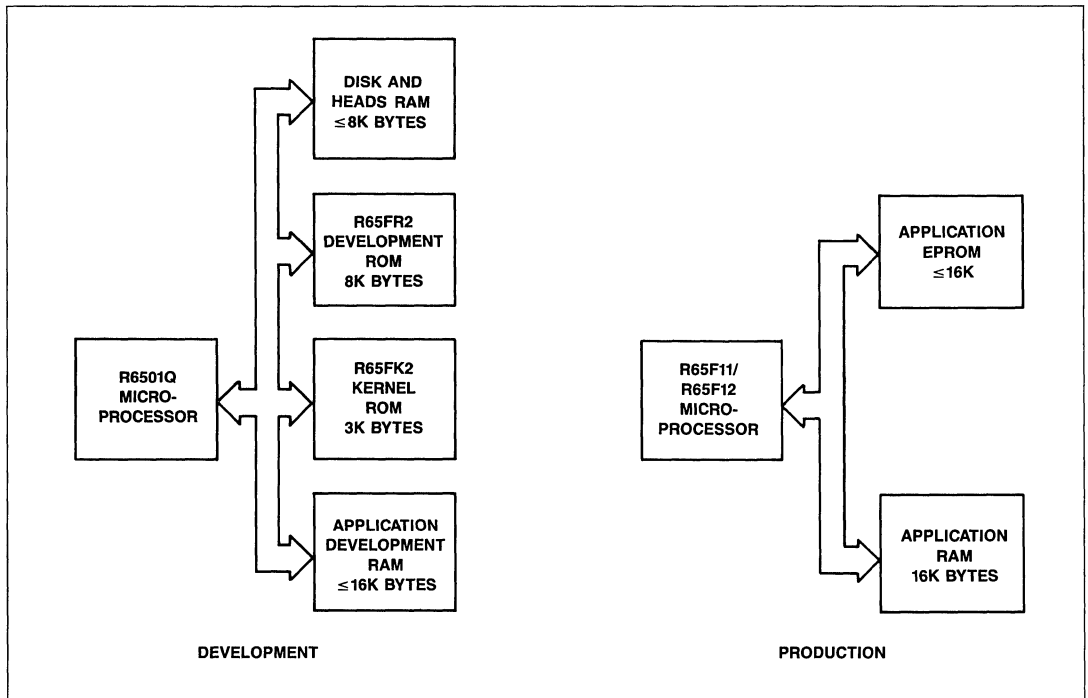 DISK AND
HEADS RAM
≤8K BYTES
R65FR2
DEVELOPMENT
ROM
8K BYTES
R6501Q
MICRO-
PROCESSOR
R65FK2
KERNEL
ROM
3K BYTES
APPLICATION
DEVELOPMENT
RAM
≤16K BYTES
DEVELOPMENT
APPLICATION
EPROM
≤16K
R65F11/
R65F12
MICRO-
PROCESSOR
APPLICATION
RAM
16K BYTES
PRODUCTION